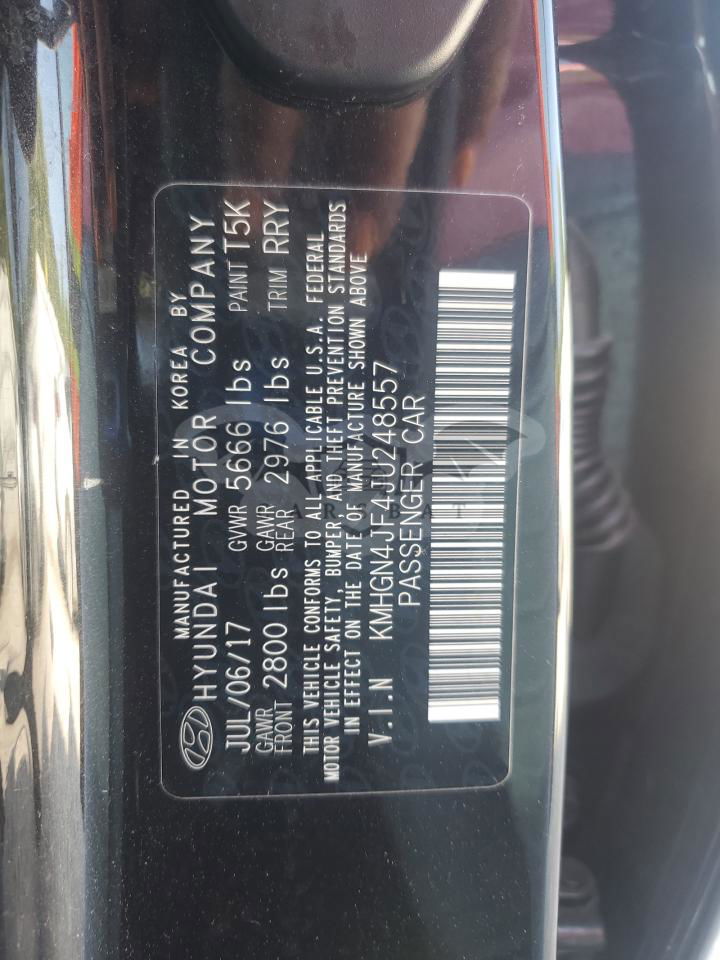 MANUFACTURED IN KOREA BY
HYUNDAI MOTOR COMPANY
JUL/06/17 GVWR 5666 lbs PAINT T5K
GAWR FRONT 2800 lbs GAWR REAR 2976 lbs TRIM RRY
THIS VEHICLE CONFORMS TO ALL APPLICABLE U.S.A. FEDERAL
MOTOR VEHICLE SAFETY, BUMPER, AND THEFT PREVENTION STANDARDS
IN EFFECT ON THE DATE OF MANUFACTURE SHOWN ABOVE
V.I.N KMHGN4JF4JU248557
PASSENGER CAR